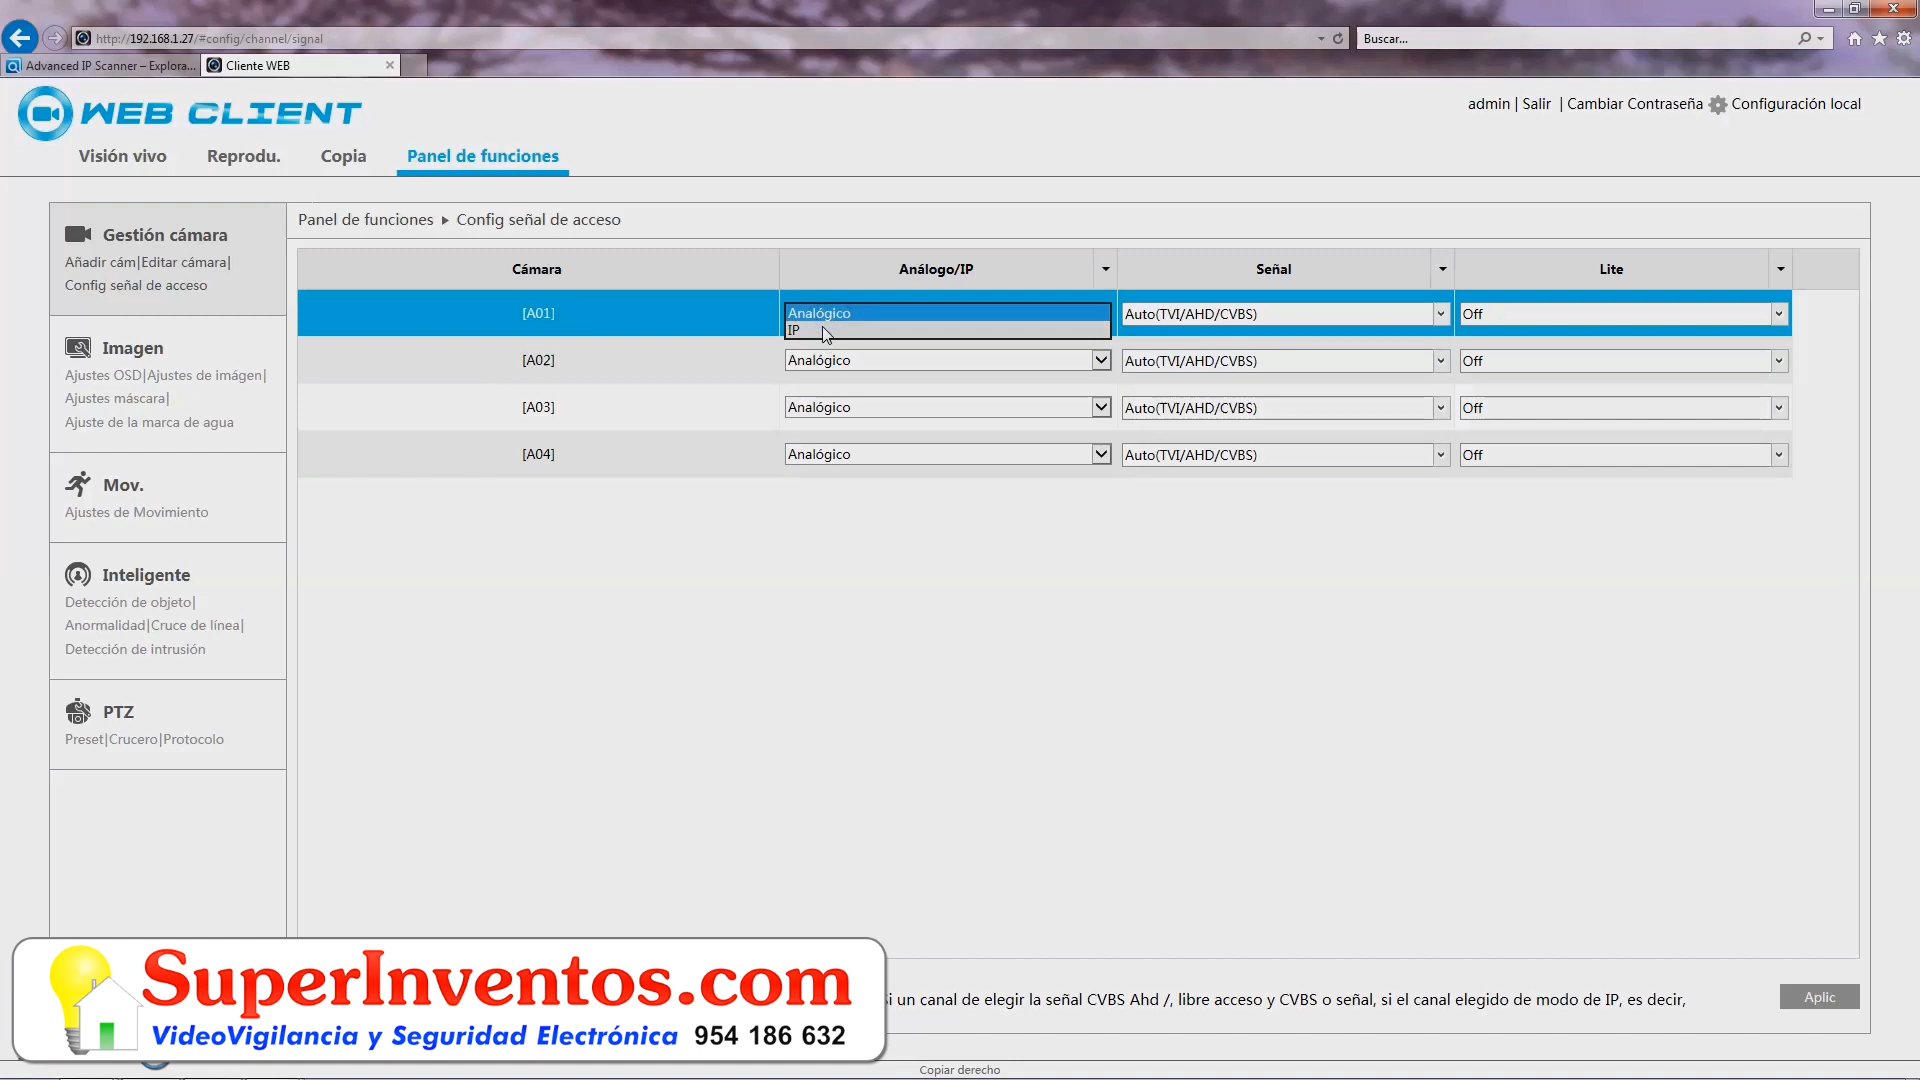 http://192.168.1.27/#config/channel/signal
Buscar...
Advanced IP Scanner – Explora...
Cliente WEB
WEB CLIENT
admin | Salir | Cambiar Contraseña Configuración local
Visión vivo Reprodu. Copia Panel de funciones
Panel de funciones Config señal de acceso
Gestión cámara
Añadir cám|Editar cámara|
Config señal de acceso
Imagen
Ajustes OSD|Ajustes de imágen|
Ajustes máscara|
Ajuste de la marca de agua
Mov.
Ajustes de Movimiento
Inteligente
Detección de objeto|
Anormalidad|Cruce de línea|
Detección de intrusión
PTZ
Preset|Crucero|Protocolo
Cámara Análogo/IP Señal Lite
[A01] Analógico Auto(TVI/AHD/CVBS) Off
IP
[A02] Analógico Auto(TVI/AHD/CVBS) Off
[A03] Analógico Auto(TVI/AHD/CVBS) Off
[A04] Analógico Auto(TVI/AHD/CVBS) Off
un canal de elegir la señal CVBS Ahd /, libre acceso y CVBS o señal, si el canal elegido de modo de IP, es decir,
Aplic
SuperInventos.com
VideoVigilancia y Seguridad Electrónica 954 186 632
Copiar derecho